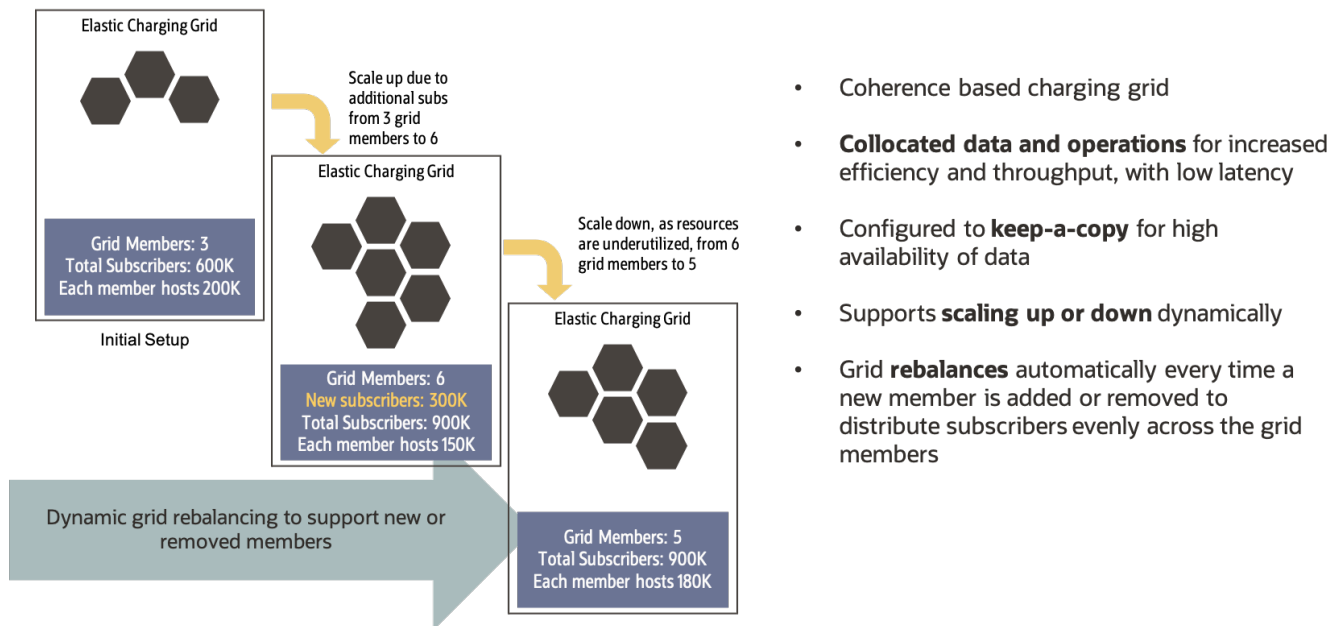 Elastic Charging Grid
Grid Members: 3
Total Subscribers: 600K
Each member hosts 200K
Initial Setup
Scale up due to
additional subs
from 3 grid
members to 6
Elastic Charging Grid
Grid Members: 6
New subscribers: 300K
Total Subscribers: 900K
Each member hosts 150K
Scale down, as resources
are underutilized, from 6
grid members to 5
Elastic Charging Grid
Grid Members: 5
Total Subscribers: 900K
Each member hosts 180K
Dynamic grid rebalancing to support new or
removed members
• Coherence based charging grid
• Collocated data and operations for increased
efficiency and throughput, with low latency
• Configured to keep-a-copy for high
availability of data
• Supports scaling up or down dynamically
• Grid rebalances automatically every time a
new member is added or removed to
distribute subscribers evenly across the grid
members